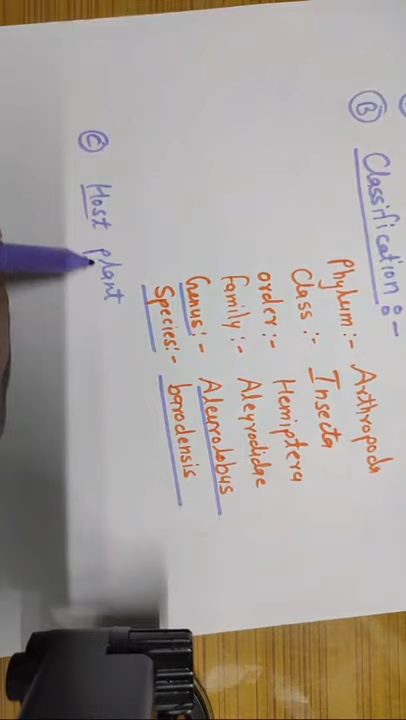 Ⓑ Classification :-
Phylum :- Arthropoda
Class :- Insecta
order :- Hemiptera
family :- Aleyrodidae
Genus :- Aleurolobus
Species :- barodensis
Ⓒ Host plant